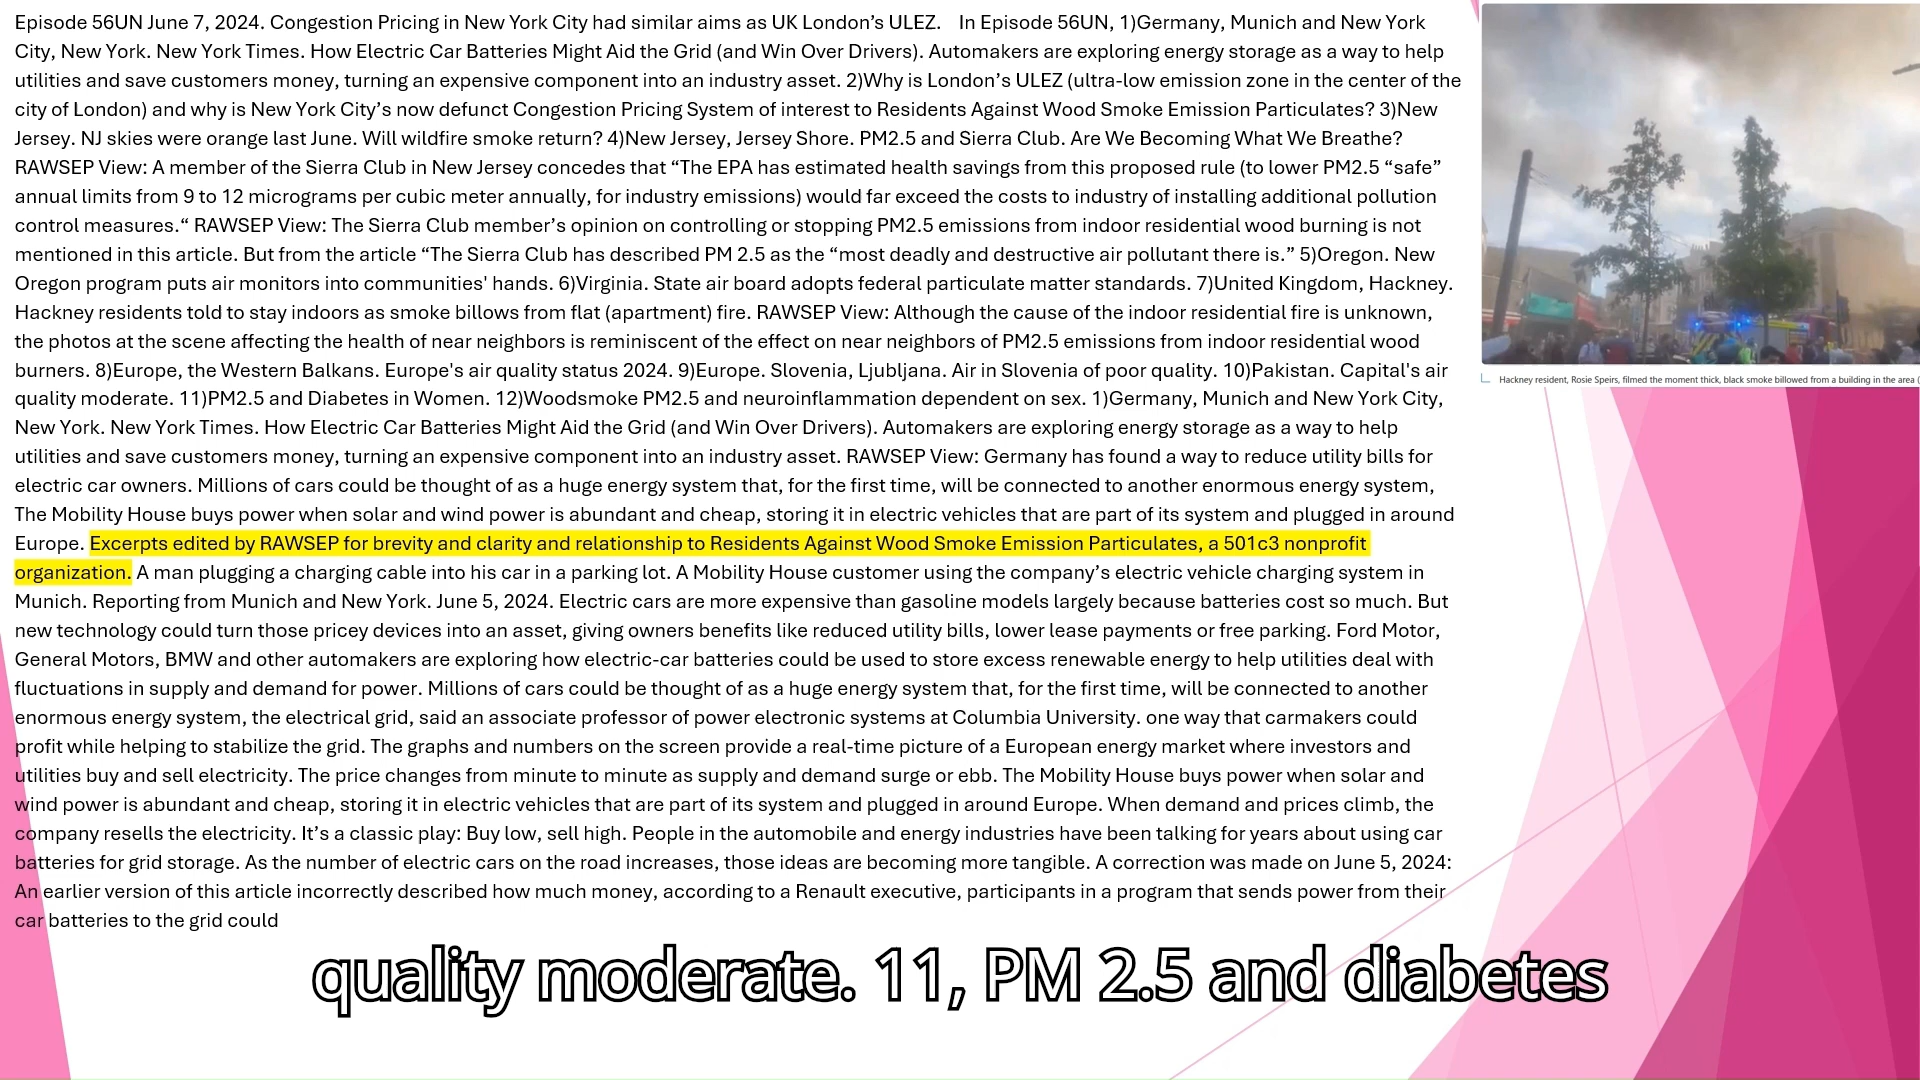 Episode 56UN June 7, 2024. Congestion Pricing in New York City had similar aims as UK London’s ULEZ.    In Episode 56UN, 1)Germany, Munich and New York
City, New York. New York Times. How Electric Car Batteries Might Aid the Grid (and Win Over Drivers). Automakers are exploring energy storage as a way to help
utilities and save customers money, turning an expensive component into an industry asset. 2)Why is London’s ULEZ (ultra-low emission zone in the center of the
city of London) and why is New York City’s now defunct Congestion Pricing System of interest to Residents Against Wood Smoke Emission Particulates? 3)New
Jersey. NJ skies were orange last June. Will wildfire smoke return? 4)New Jersey, Jersey Shore. PM2.5 and Sierra Club. Are We Becoming What We Breathe?
RAWSEP View: A member of the Sierra Club in New Jersey concedes that “The EPA has estimated health savings from this proposed rule (to lower PM2.5 “safe”
annual limits from 9 to 12 micrograms per cubic meter annually, for industry emissions) would far exceed the costs to industry of installing additional pollution
control measures.“ RAWSEP View: The Sierra Club member’s opinion on controlling or stopping PM2.5 emissions from indoor residential wood burning is not
mentioned in this article. But from the article “The Sierra Club has described PM 2.5 as the “most deadly and destructive air pollutant there is.” 5)Oregon. New
Oregon program puts air monitors into communities' hands. 6)Virginia. State air board adopts federal particulate matter standards. 7)United Kingdom, Hackney.
Hackney residents told to stay indoors as smoke billows from flat (apartment) fire. RAWSEP View: Although the cause of the indoor residential fire is unknown,
the photos at the scene affecting the health of near neighbors is reminiscent of the effect on near neighbors of PM2.5 emissions from indoor residential wood
burners. 8)Europe, the Western Balkans. Europe's air quality status 2024. 9)Europe. Slovenia, Ljubljana. Air in Slovenia of poor quality. 10)Pakistan. Capital's air
quality moderate. 11)PM2.5 and Diabetes in Women. 12)Woodsmoke PM2.5 and neuroinflammation dependent on sex. 1)Germany, Munich and New York City,
New York. New York Times. How Electric Car Batteries Might Aid the Grid (and Win Over Drivers). Automakers are exploring energy storage as a way to help
utilities and save customers money, turning an expensive component into an industry asset. RAWSEP View: Germany has found a way to reduce utility bills for
electric car owners. Millions of cars could be thought of as a huge energy system that, for the first time, will be connected to another enormous energy system,
The Mobility House buys power when solar and wind power is abundant and cheap, storing it in electric vehicles that are part of its system and plugged in around
Europe. Excerpts edited by RAWSEP for brevity and clarity and relationship to Residents Against Wood Smoke Emission Particulates, a 501c3 nonprofit
organization. A man plugging a charging cable into his car in a parking lot. A Mobility House customer using the company’s electric vehicle charging system in
Munich. Reporting from Munich and New York. June 5, 2024. Electric cars are more expensive than gasoline models largely because batteries cost so much. But
new technology could turn those pricey devices into an asset, giving owners benefits like reduced utility bills, lower lease payments or free parking. Ford Motor,
General Motors, BMW and other automakers are exploring how electric-car batteries could be used to store excess renewable energy to help utilities deal with
fluctuations in supply and demand for power. Millions of cars could be thought of as a huge energy system that, for the first time, will be connected to another
enormous energy system, the electrical grid, said an associate professor of power electronic systems at Columbia University. one way that carmakers could
profit while helping to stabilize the grid. The graphs and numbers on the screen provide a real-time picture of a European energy market where investors and
utilities buy and sell electricity. The price changes from minute to minute as supply and demand surge or ebb. The Mobility House buys power when solar and
wind power is abundant and cheap, storing it in electric vehicles that are part of its system and plugged in around Europe. When demand and prices climb, the
company resells the electricity. It’s a classic play: Buy low, sell high. People in the automobile and energy industries have been talking for years about using car
batteries for grid storage. As the number of electric cars on the road increases, those ideas are becoming more tangible. A correction was made on June 5, 2024:
An earlier version of this article incorrectly described how much money, according to a Renault executive, participants in a program that sends power from their
car batteries to the grid could
Hackney resident, Rosie Speirs, filmed the moment thick, black smoke billowed from a building in the area (
quality moderate. 11, PM 2.5 and diabetes